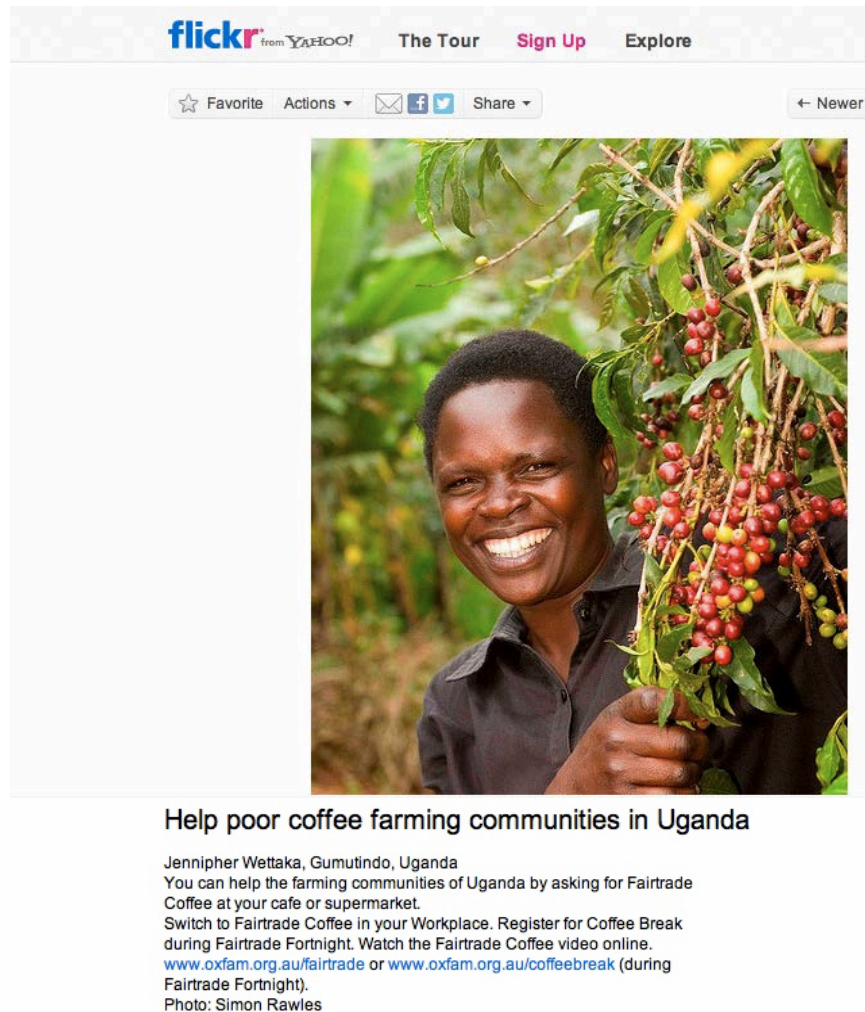 flickr from YAHOO! The Tour Sign Up Explore
Favorite Actions Share ← Newer
Help poor coffee farming communities in Uganda
Jennipher Wettaka, Gumutindo, Uganda
You can help the farming communities of Uganda by asking for Fairtrade
Coffee at your cafe or supermarket.
Switch to Fairtrade Coffee in your Workplace. Register for Coffee Break
during Fairtrade Fortnight. Watch the Fairtrade Coffee video online.
www.oxfam.org.au/fairtrade or www.oxfam.org.au/coffeebreak (during
Fairtrade Fortnight).
Photo: Simon Rawles